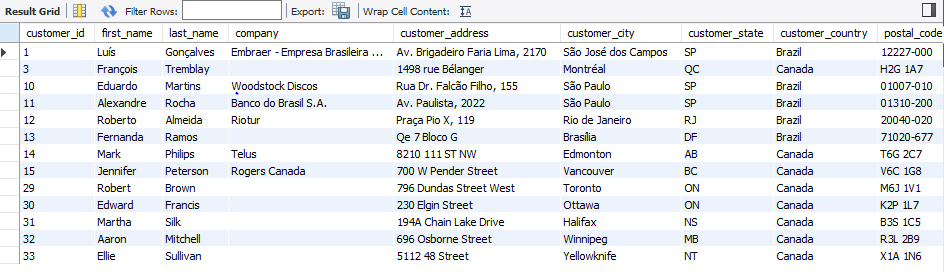 Result Grid Filter Rows: Export: Wrap Cell Content: IA
customer_id first_name last_name company customer_address customer_city customer_state customer_country postal_code
1 Luís Gonçalves Embraer - Empresa Brasileira ... Av. Brigadeiro Faria Lima, 2170 São José dos Campos SP Brazil 12227-000
3 François Tremblay 1498 rue Bélanger Montréal QC Canada H2G 1A7
10 Eduardo Martins Woodstock Discos Rua Dr. Falcão Filho, 155 São Paulo SP Brazil 01007-010
11 Alexandre Rocha Banco do Brasil S.A. Av. Paulista, 2022 São Paulo SP Brazil 01310-200
12 Roberto Almeida Riotur Praça Pio X, 119 Rio de Janeiro RJ Brazil 20040-020
13 Fernanda Ramos Qe 7 Bloco G Brasília DF Brazil 71020-677
14 Mark Philips Telus 8210 111 ST NW Edmonton AB Canada T6G 2C7
15 Jennifer Peterson Rogers Canada 700 W Pender Street Vancouver BC Canada V6C 1G8
29 Robert Brown 796 Dundas Street West Toronto ON Canada M6J 1V1
30 Edward Francis 230 Elgin Street Ottawa ON Canada K2P 1L7
31 Martha Silk 194A Chain Lake Drive Halifax NS Canada B3S 1C5
32 Aaron Mitchell 696 Osborne Street Winnipeg MB Canada R3L 2B9
33 Ellie Sullivan 5112 48 Street Yellowknife NT Canada X1A 1N6